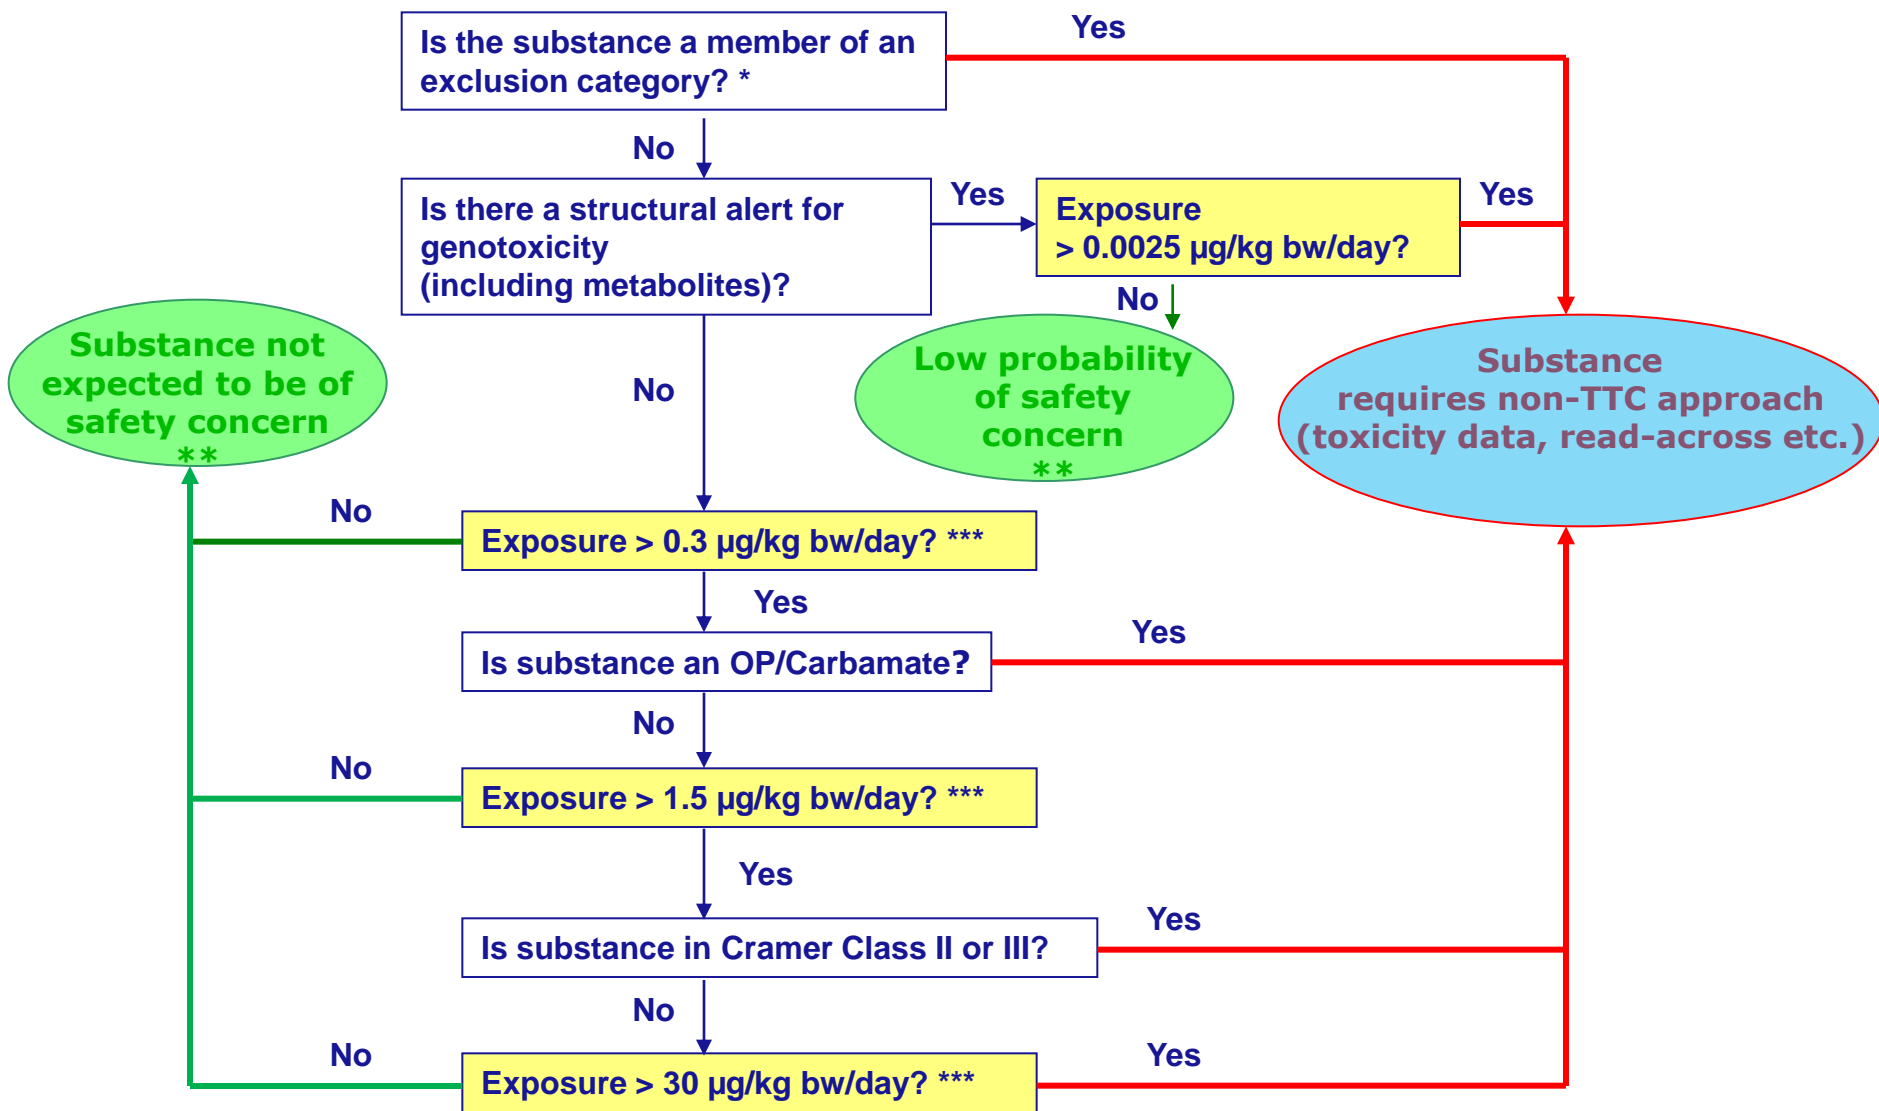 Is the substance a member of an
exclusion category? *
Yes
No
Is there a structural alert for
genotoxicity
(including metabolites)?
Yes
Exposure
> 0.0025 µg/kg bw/day?
Yes
No
Substance not
expected to be of
safety concern
**
No
Low probability
of safety
concern
**
Substance
requires non-TTC approach
(toxicity data, read-across etc.)
No
Exposure > 0.3 µg/kg bw/day? ***
Yes
Is substance an OP/Carbamate?
Yes
No
No
Exposure > 1.5 µg/kg bw/day? ***
Yes
Is substance in Cramer Class II or III?
Yes
No
No
Exposure > 30 µg/kg bw/day? ***
Yes